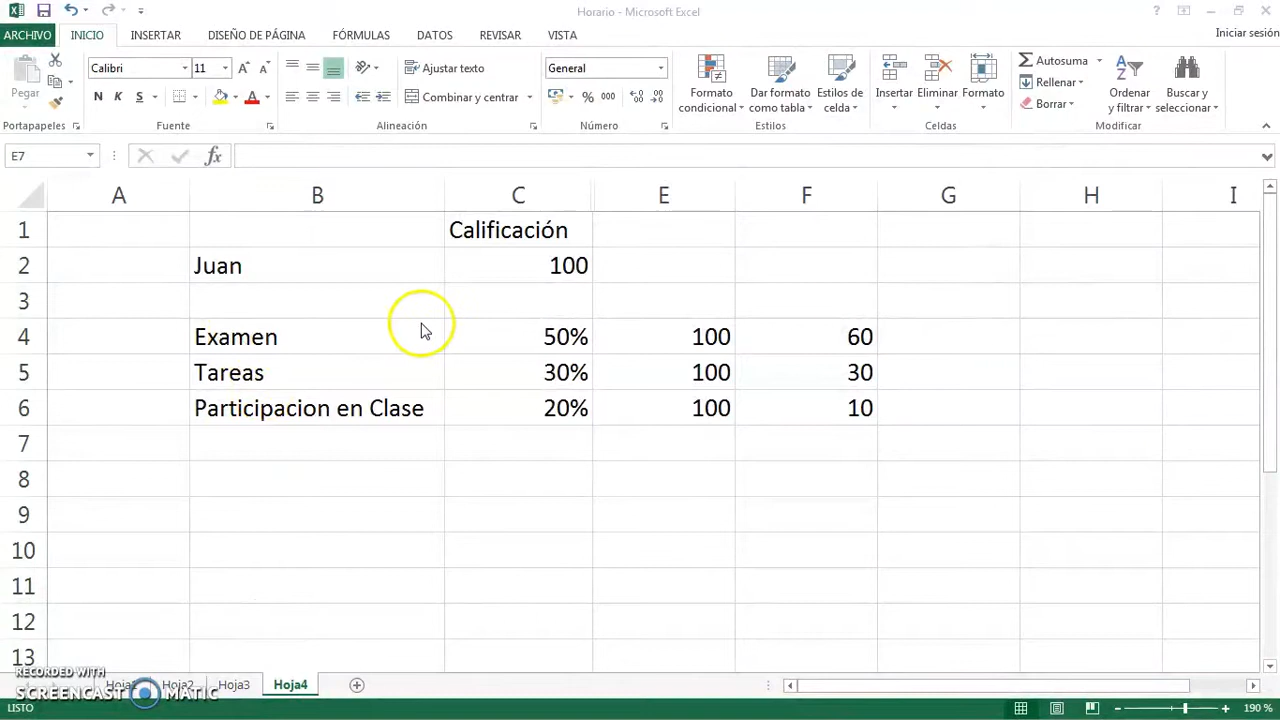 Horario - Microsoft Excel
ARCHIVO INICIO INSERTAR DISEÑO DE PÁGINA FÓRMULAS DATOS REVISAR VISTA Iniciar sesión
Pegar
Calibri 11
N K S
Ajustar texto
Combinar y centrar
General
% 000
Formato condicional
Dar formato como tabla
Estilos de celda
Insertar
Eliminar
Formato
Autosuma
Rellenar
Borrar
Ordenar y filtrar
Buscar y seleccionar
Portapapeles Fuente Alineación Número Estilos Celdas Modificar
E7 fx
A B C E F G H I
1 Calificación
2 Juan 100
3
4 Examen 50% 100 60
5 Tareas 30% 100 30
6 Participacion en Clase 20% 100 10
7
8
9
10
11
12
13
RECORDED WITH
SCREENCAST MATIC
Hoja2 Hoja3 Hoja4
LISTO 190 %